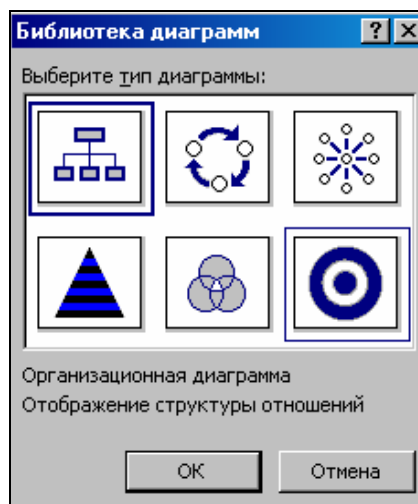 Библиотека диаграмм
Выберите тип диаграммы:
Организационная диаграмма
Отображение структуры отношений
ОК
Отмена